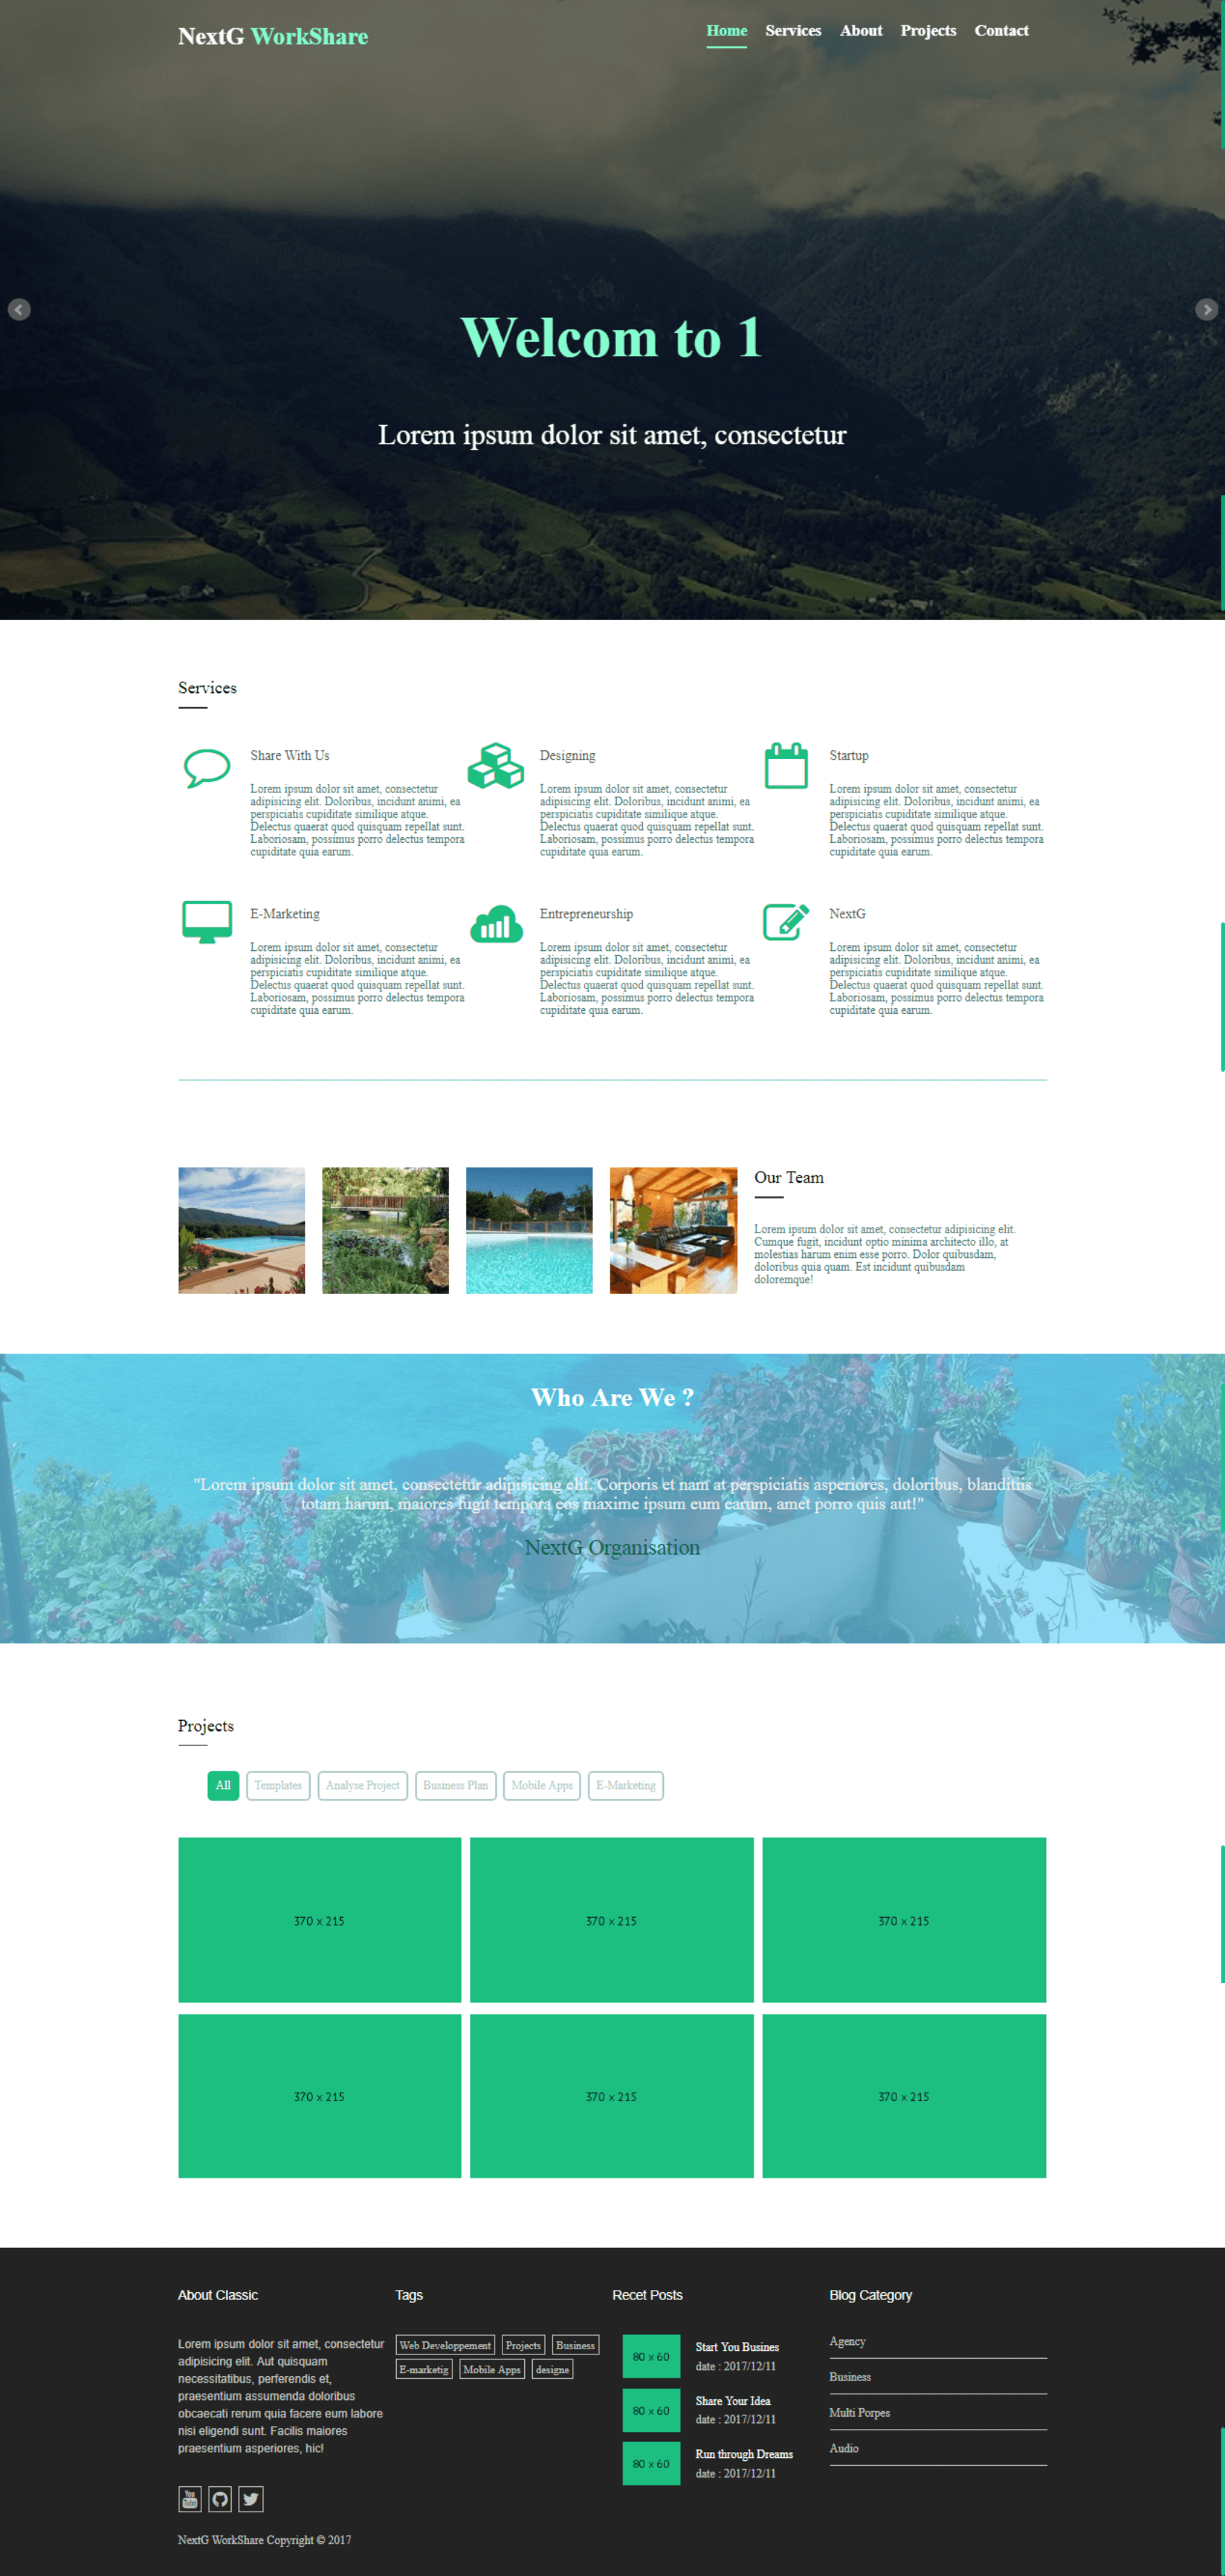 NextG WorkShare
Home Services About Projects Contact
Welcom to 1
Lorem ipsum dolor sit amet, consectetur
Services
Share With Us
Lorem ipsum dolor sit amet, consectetur
adipisicing elit. Doloribus, incidunt animi, ea
perspiciatis cupiditate similique atque.
Delectus quaerat quod quisquam repellat sunt.
Laboriosam, possimus porro delectus tempora
cupiditate quia earum.
Designing
Lorem ipsum dolor sit amet, consectetur
adipisicing elit. Doloribus, incidunt animi, ea
perspiciatis cupiditate similique atque.
Delectus quaerat quod quisquam repellat sunt.
Laboriosam, possimus porro delectus tempora
cupiditate quia earum.
Startup
Lorem ipsum dolor sit amet, consectetur
adipisicing elit. Doloribus, incidunt animi, ea
perspiciatis cupiditate similique atque.
Delectus quaerat quod quisquam repellat sunt.
Laboriosam, possimus porro delectus tempora
cupiditate quia earum.
E-Marketing
Lorem ipsum dolor sit amet, consectetur
adipisicing elit. Doloribus, incidunt animi, ea
perspiciatis cupiditate similique atque.
Delectus quaerat quod quisquam repellat sunt.
Laboriosam, possimus porro delectus tempora
cupiditate quia earum.
Entrepreneurship
Lorem ipsum dolor sit amet, consectetur
adipisicing elit. Doloribus, incidunt animi, ea
perspiciatis cupiditate similique atque.
Delectus quaerat quod quisquam repellat sunt.
Laboriosam, possimus porro delectus tempora
cupiditate quia earum.
NextG
Lorem ipsum dolor sit amet, consectetur
adipisicing elit. Doloribus, incidunt animi, ea
perspiciatis cupiditate similique atque.
Delectus quaerat quod quisquam repellat sunt.
Laboriosam, possimus porro delectus tempora
cupiditate quia earum.
Our Team
Lorem ipsum dolor sit amet, consectetur adipisicing elit.
Cumque fugit, incidunt optio minima architecto illo, at
molestias harum enim esse porro. Dolor quibusdam,
doloribus quia quam. Est incidunt quibusdam
doloremque!
Who Are We ?
"Lorem ipsum dolor sit amet, consectetur adipisicing elit. Corporis et nam at perspiciatis asperiores, doloribus, blanditiis
totam harum, maiores fugit tempora eos maxime ipsum eum earum, amet porro quis aut!"
NextG Organisation
Projects
All Templates Analyse Project Business Plan Mobile Apps E-Marketing
370 x 215 370 x 215 370 x 215
370 x 215 370 x 215 370 x 215
About Classic
Lorem ipsum dolor sit amet, consectetur
adipisicing elit. Aut quisquam
necessitatibus, perferendis et,
praesentium assumenda doloribus
obcaecati rerum quia facere eum labore
nisi eligendi sunt. Facilis maiores
praesentium asperiores, hic!
You
Tube
Tags
Web Developpement Projects Business
E-marketig Mobile Apps designe
Recet Posts
80 x 60
Start You Busines
date : 2017/12/11
80 x 60
Share Your Idea
date : 2017/12/11
80 x 60
Run through Dreams
date : 2017/12/11
Blog Category
Agency
Business
Multi Porpes
Audio
NextG WorkShare Copyright © 2017